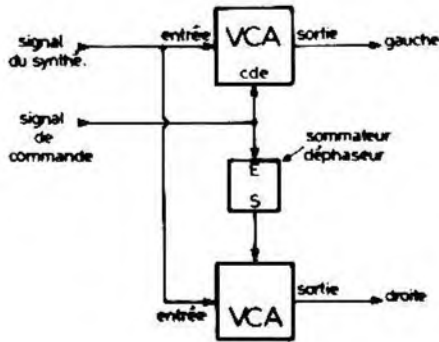 signal
du synthé.
entrée
VCA
cde
sortie
gauche
signal
de
commande
sommateur
déphaseur
E
S
entrée
VCA
sortie
droite